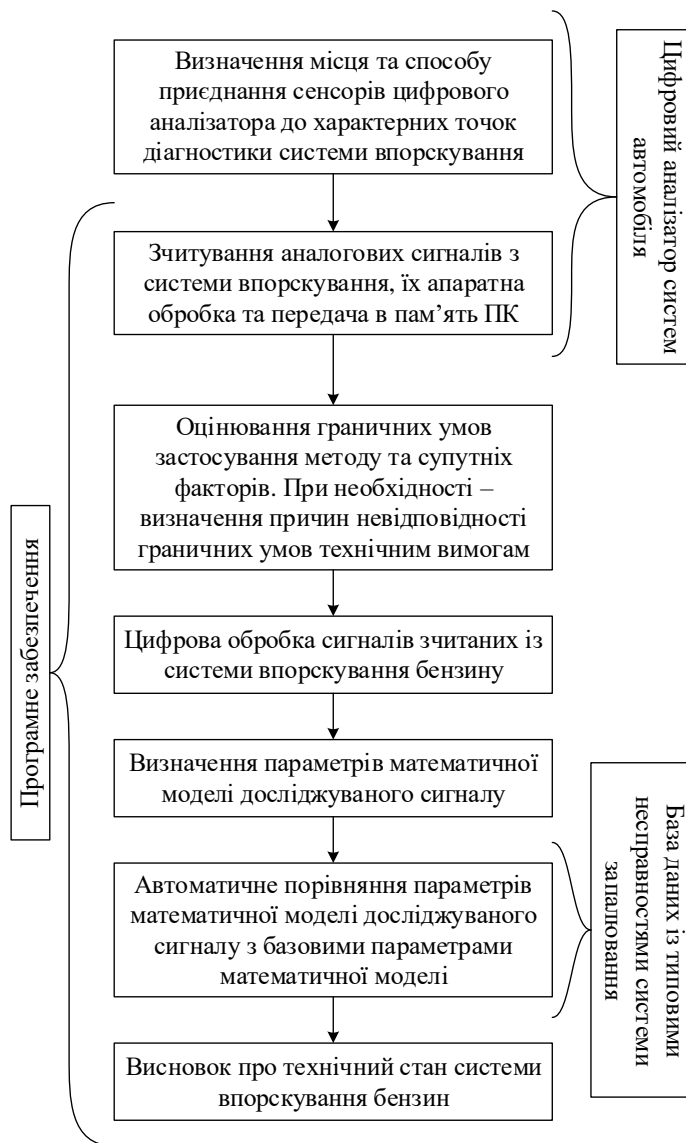 Визначення місця та способу
приєднання сенсорів цифрового
аналізатора до характерних точок
діагностики системи впорскування
Цифровий аналізатор систем
автомобіля
Зчитування аналогових сигналів з
системи впорскування, їх апаратна
обробка та передача в пам’ять ПК
Оцінювання граничних умов
застосування методу та супутніх
факторів. При необхідності –
визначення причин невідповідності
граничних умов технічним вимогам
Програмне забезпечення
Цифрова обробка сигналів зчитаних із
системи впорскування бензину
Визначення параметрів математичної
моделі досліджуваного сигналу
Автоматичне порівняння параметрів
математичної моделі досліджуваного
сигналу з базовими параметрами
математичної моделі
База даних із типовими
несправностями системи
запалювання
Висновок про технічний стан системи
впорскування бензин